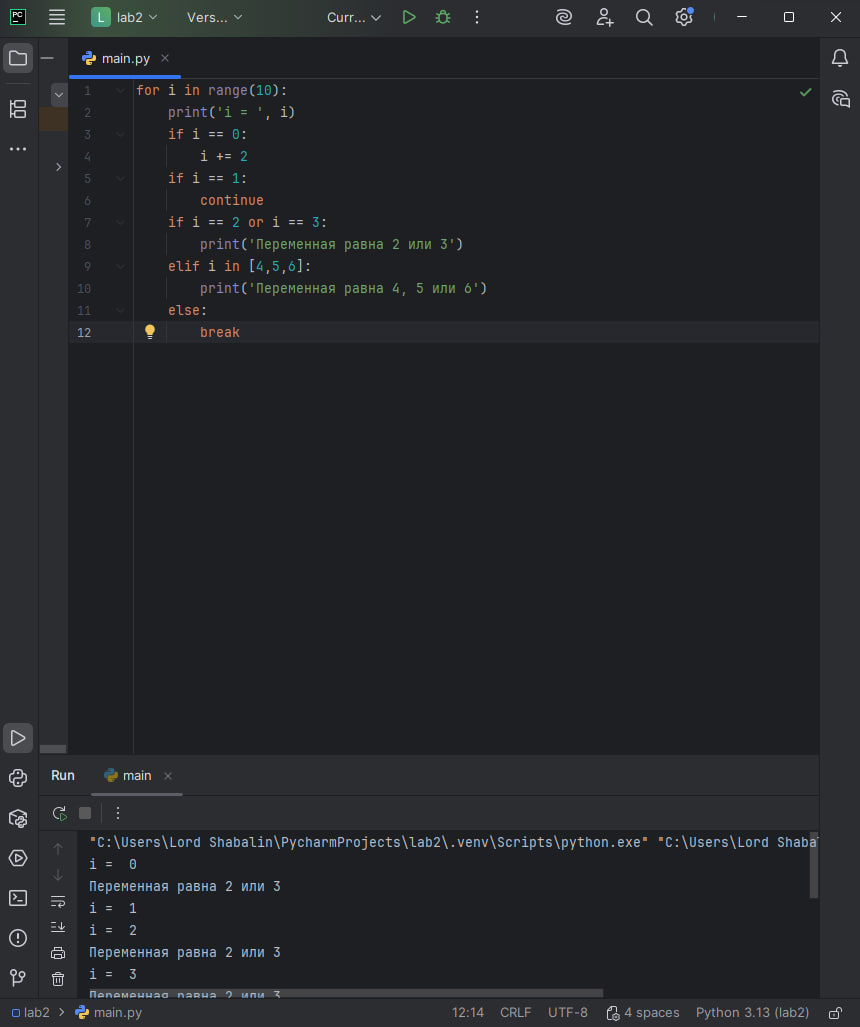 PC
L lab2 Vers... Curr...
main.py
1 for i in range(10):
2     print('i = ', i)
3     if i == 0:
4         i += 2
5     if i == 1:
6         continue
7     if i == 2 or i == 3:
8         print('Переменная равна 2 или 3')
9     elif i in [4,5,6]:
10         print('Переменная равна 4, 5 или 6')
11     else:
12         break
Run main
"C:\Users\Lord Shabalin\PycharmProjects\lab2\.venv\Scripts\python.exe" "C:\Users\Lord Shaba
i =  0
Переменная равна 2 или 3
i =  1
i =  2
Переменная равна 2 или 3
i =  3
Переменная равна 2 или 3
lab2 > main.py 12:14 CRLF UTF-8 4 spaces Python 3.13 (lab2)